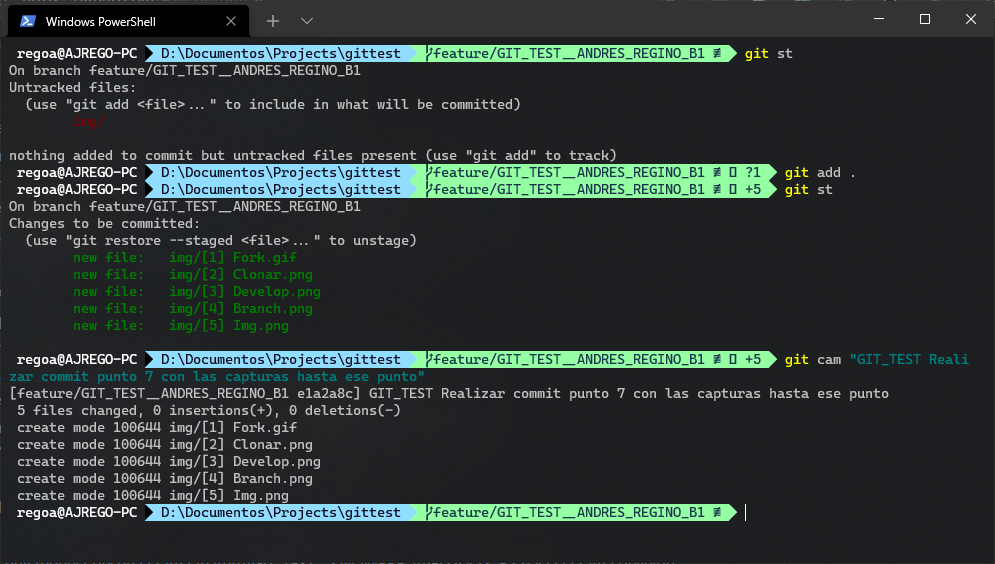 Windows PowerShell
regoa@AJREGO-PC D:\Documentos\Projects\gittest feature/GIT_TEST__ANDRES_REGINO_B1 ≢ git st
On branch feature/GIT_TEST__ANDRES_REGINO_B1
Untracked files:
(use "git add <file>..." to include in what will be committed)
img/
nothing added to commit but untracked files present (use "git add" to track)
regoa@AJREGO-PC D:\Documentos\Projects\gittest feature/GIT_TEST__ANDRES_REGINO_B1 ≢ ▯ ?1 git add .
regoa@AJREGO-PC D:\Documentos\Projects\gittest feature/GIT_TEST__ANDRES_REGINO_B1 ≢ ▯ +5 git st
On branch feature/GIT_TEST__ANDRES_REGINO_B1
Changes to be committed:
(use "git restore --staged <file>..." to unstage)
new file:   img/[1] Fork.gif
new file:   img/[2] Clonar.png
new file:   img/[3] Develop.png
new file:   img/[4] Branch.png
new file:   img/[5] Img.png
regoa@AJREGO-PC D:\Documentos\Projects\gittest feature/GIT_TEST__ANDRES_REGINO_B1 ≢ ▯ +5 git cam "GIT_TEST Reali
zar commit punto 7 con las capturas hasta ese punto"
[feature/GIT_TEST__ANDRES_REGINO_B1 e1a2a8c] GIT_TEST Realizar commit punto 7 con las capturas hasta ese punto
5 files changed, 0 insertions(+), 0 deletions(-)
create mode 100644 img/[1] Fork.gif
create mode 100644 img/[2] Clonar.png
create mode 100644 img/[3] Develop.png
create mode 100644 img/[4] Branch.png
create mode 100644 img/[5] Img.png
regoa@AJREGO-PC D:\Documentos\Projects\gittest feature/GIT_TEST__ANDRES_REGINO_B1 ≢